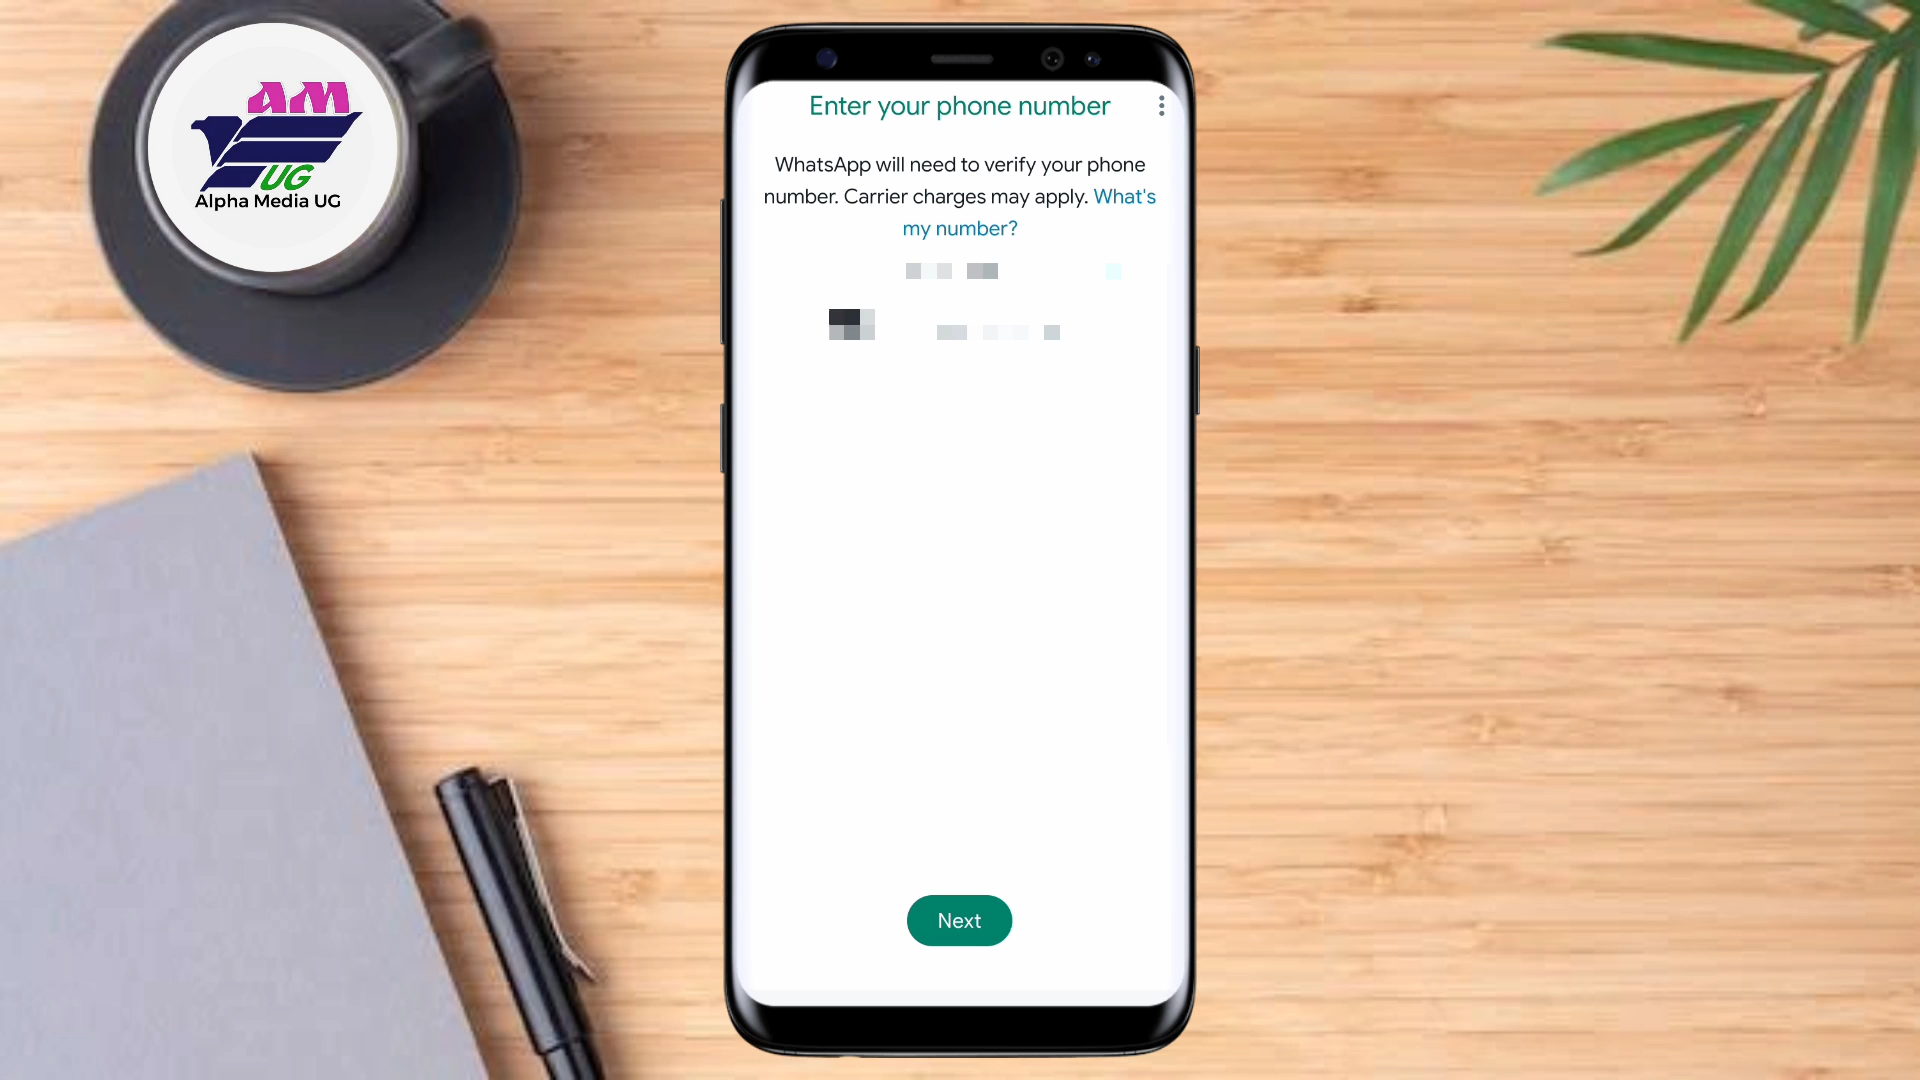 AM
UG
Alpha Media UG
Enter your phone number
WhatsApp will need to verify your phone
number. Carrier charges may apply. What's
my number?
Next